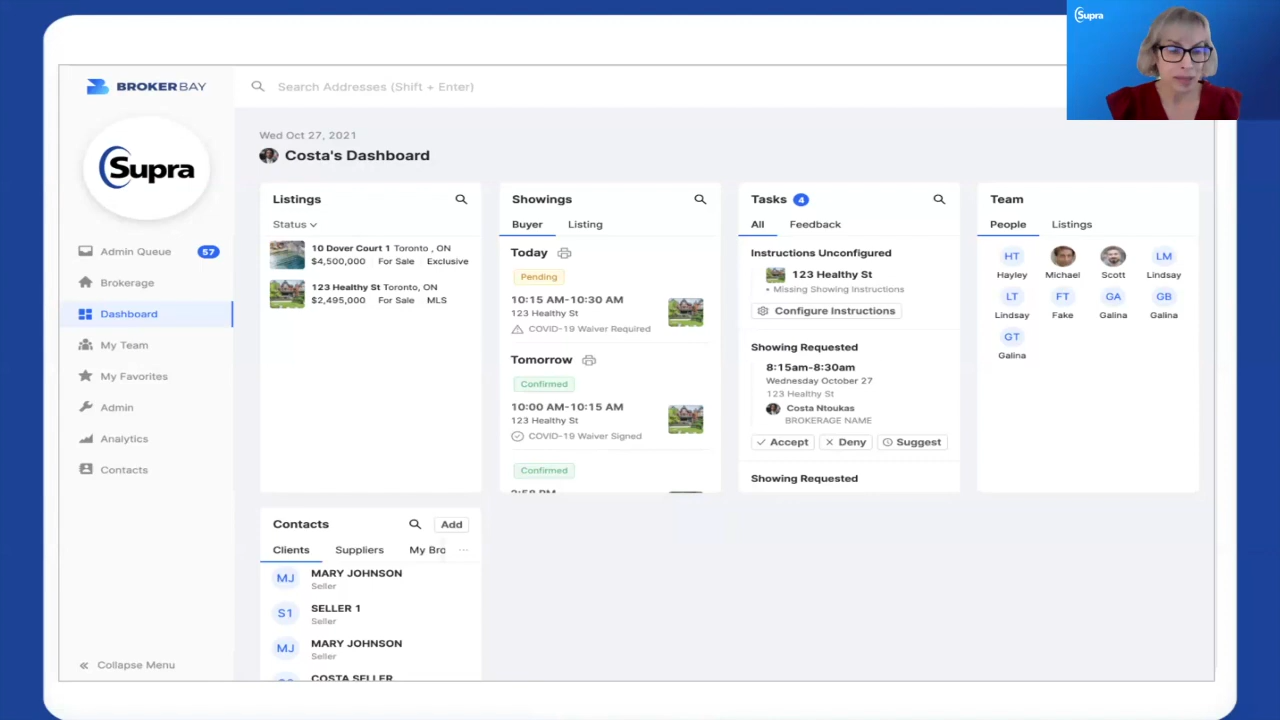 Supra
BROKERBAY
Search Addresses (Shift + Enter)
Supra
Admin Queue 57
Brokerage
Dashboard
My Team
My Favorites
Admin
Analytics
Contacts
Collapse Menu
Wed Oct 27, 2021
Costa's Dashboard
Listings
Status
10 Dover Court 1 Toronto , ON
$4,500,000 For Sale Exclusive
123 Healthy St Toronto, ON
$2,495,000 For Sale MLS
Showings
Buyer Listing
Today
Pending
10:15 AM-10:30 AM
123 Healthy St
COVID-19 Waiver Required
Tomorrow
Confirmed
10:00 AM-10:15 AM
123 Healthy St
COVID-19 Waiver Signed
Confirmed
Tasks 4
All Feedback
Instructions Unconfigured
123 Healthy St
• Missing Showing Instructions
Configure Instructions
Showing Requested
8:15am-8:30am
Wednesday October 27
123 Healthy St
Costa Ntoukas
BROKERAGE NAME
Accept Deny Suggest
Showing Requested
Team
People Listings
HT LM
Hayley Michael Scott Lindsay
LT FT GA GB
Lindsay Fake Galina Galina
GT
Galina
Contacts Add
Clients Suppliers My Bro ...
MJ MARY JOHNSON
Seller
S1 SELLER 1
Seller
MJ MARY JOHNSON
Seller
COSTA SELLER